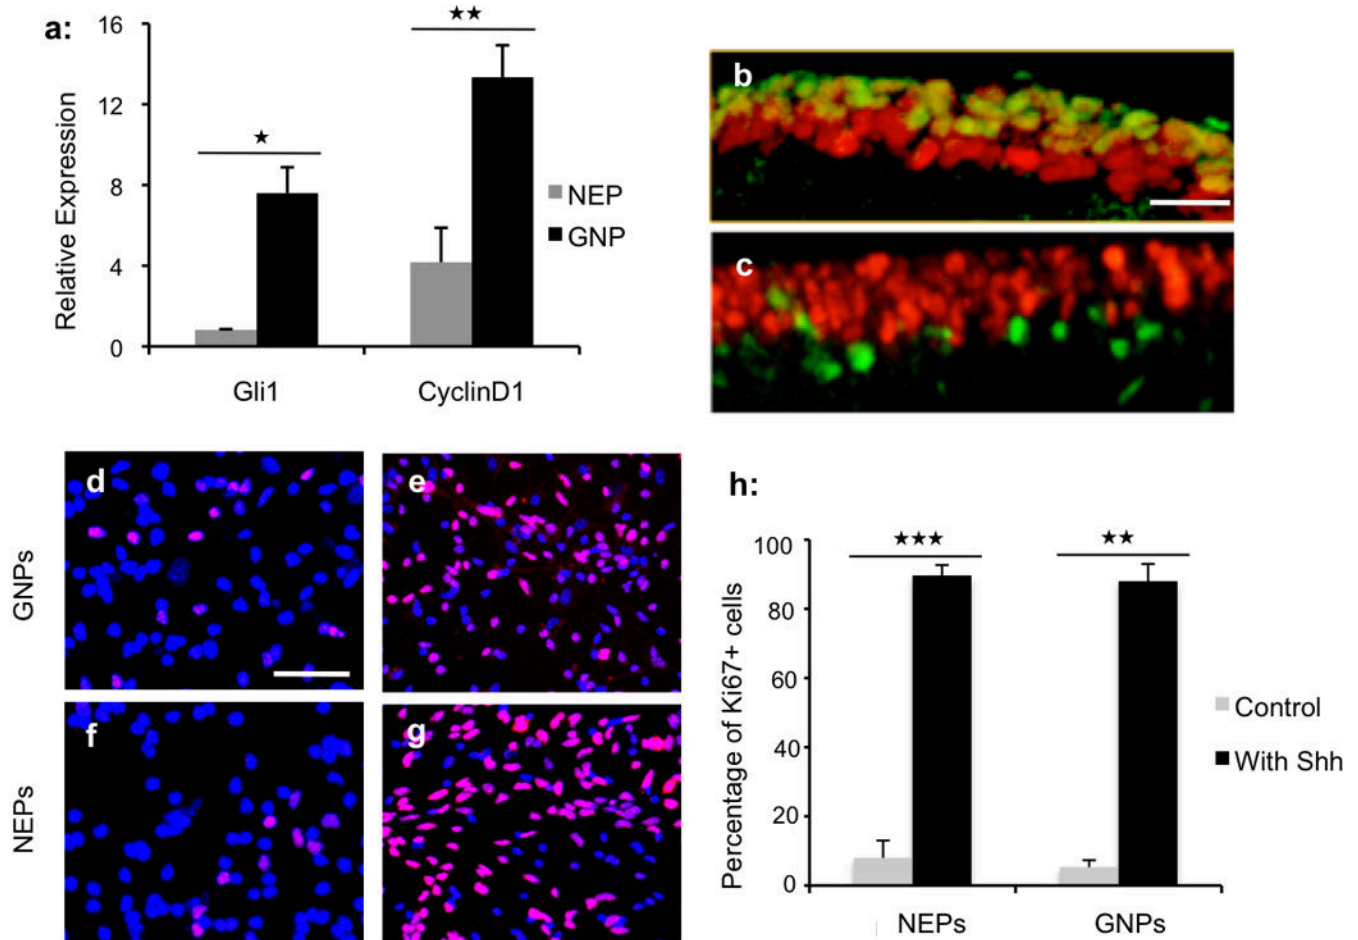 a:
Relative Expression
16
12
8
4
0
★
★★
NEP
GNP
Gli1
CyclinD1
b
c
GNPs
NEPs
d
e
f
g
h:
Percentage of Ki67+ cells
100
80
60
40
20
0
★★★
★★
Control
With Shh
NEPs
GNPs